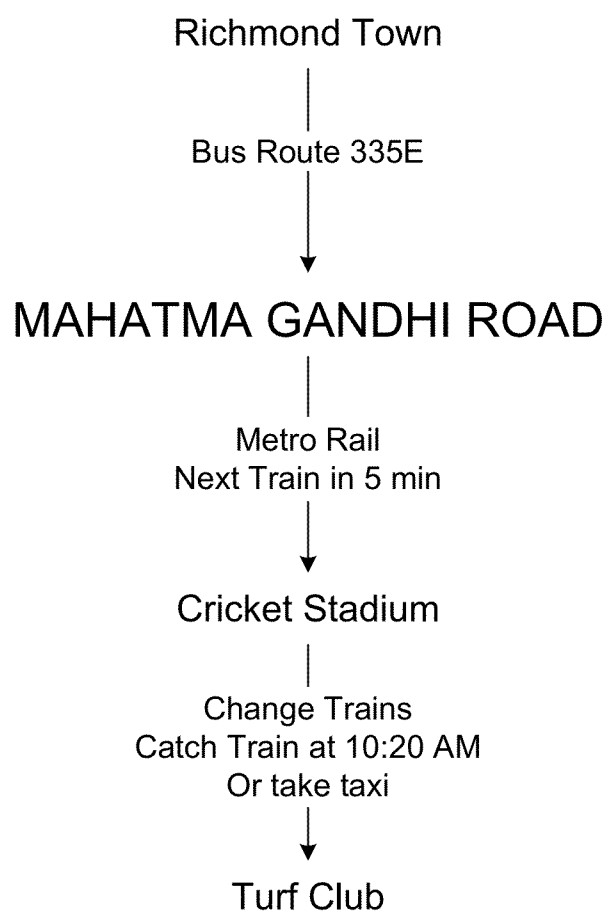 Richmond Town
Bus Route 335E
MAHATMA GANDHI ROAD
Metro Rail
Next Train in 5 min
Cricket Stadium
Change Trains
Catch Train at 10:20 AM
Or take taxi
Turf Club